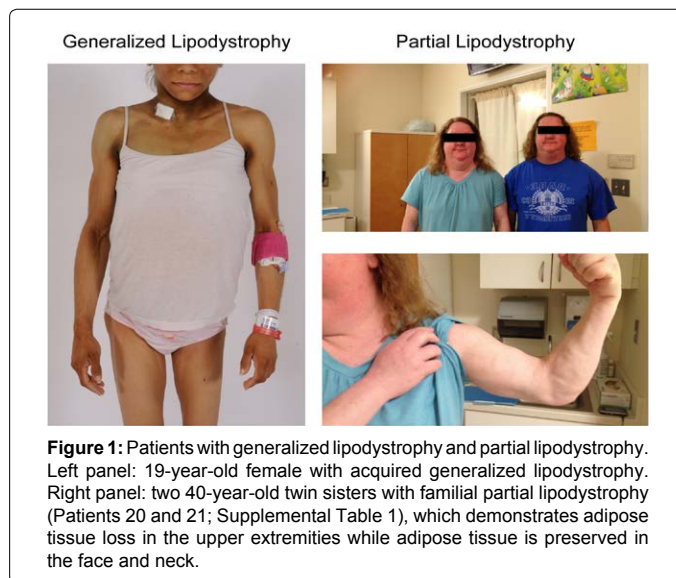 Generalized Lipodystrophy
Partial Lipodystrophy
Figure 1: Patients with generalized lipodystrophy and partial lipodystrophy.
Left panel: 19-year-old female with acquired generalized lipodystrophy.
Right panel: two 40-year-old twin sisters with familial partial lipodystrophy
(Patients 20 and 21; Supplemental Table 1), which demonstrates adipose
tissue loss in the upper extremities while adipose tissue is preserved in
the face and neck.